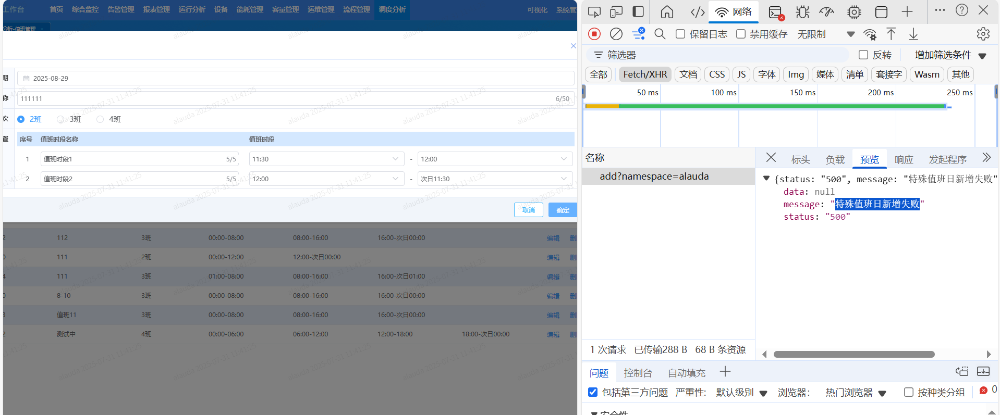 工作台 首页 综合监控 告警管理 报表管理 运行分析 设备 能耗管理 容量管理 运维管理 流程管理 调度分析 可视化 系统管
分析-值班管理
期 2025-08-29
称 111111 6/50
次 2班 3班 4班
置 序号 值班时段名称 值班时段
1 值班时段1 5/5 11:30 - 12:00
2 值班时段2 5/5 12:00 - 次日11:30
取消 确定
2 112 3班 00:00-08:00 08:00-16:00 16:00-次日00:00 编辑 删
0 111 2班 00:00-12:00 12:00-次日00:00 编辑 删
4 111 3班 01:00-08:00 08:00-16:00 16:00-次日01:00 编辑 删
0 8-10 3班 00:00-08:00 08:00-16:00 16:00-次日00:00 编辑 删
3 值班11 3班 00:00-08:00 08:00-16:00 16:00-次日00:00 编辑 删
2 测试中 4班 00:00-06:00 06:00-12:00 12:00-18:00 18:00-次日00:00 编辑 删
alauda 2025-07-31 11:41:25
网络
保留日志 禁用缓存 无限制
筛选器 反转 增加筛选条件
全部 Fetch/XHR 文档 CSS JS 字体 Img 媒体 清单 套接字 Wasm 其他
50 ms 100 ms 150 ms 200 ms 250 ms
名称 标头 负载 预览 响应 发起程序
add?namespace=alauda
{status: "500", message: "特殊值班日新增失败"
data: null
message: "特殊值班日新增失败"
status: "500"
1 次请求 已传输288 B 68 B 条资源
问题 控制台 自动填充
包括第三方问题 严重性: 默认级别 浏览器: 热门浏览器 按种类分组 0
安全性